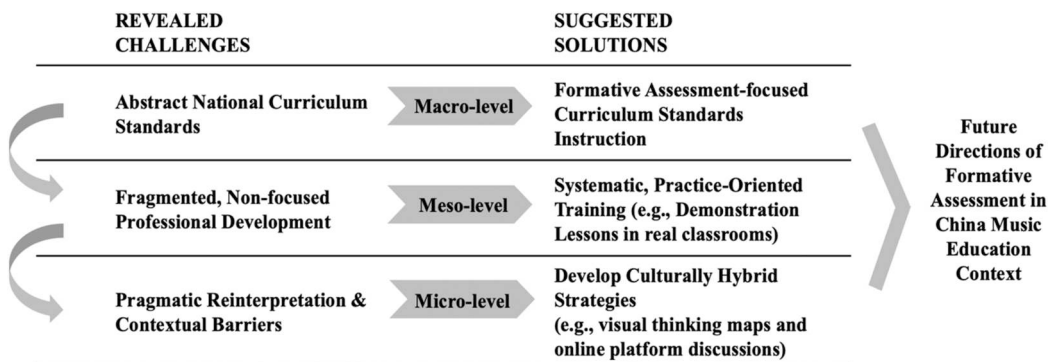 REVEALED
CHALLENGES
SUGGESTED
SOLUTIONS
Abstract National Curriculum
Standards
Macro-level
Formative Assessment-focused
Curriculum Standards
Instruction
Fragmented, Non-focused
Professional Development
Meso-level
Systematic, Practice-Oriented
Training (e.g., Demonstration
Lessons in real classrooms)
Pragmatic Reinterpretation &
Contextual Barriers
Micro-level
Develop Culturally Hybrid
Strategies
(e.g., visual thinking maps and
online platform discussions)
Future
Directions of
Formative
Assessment in
China Music
Education
Context